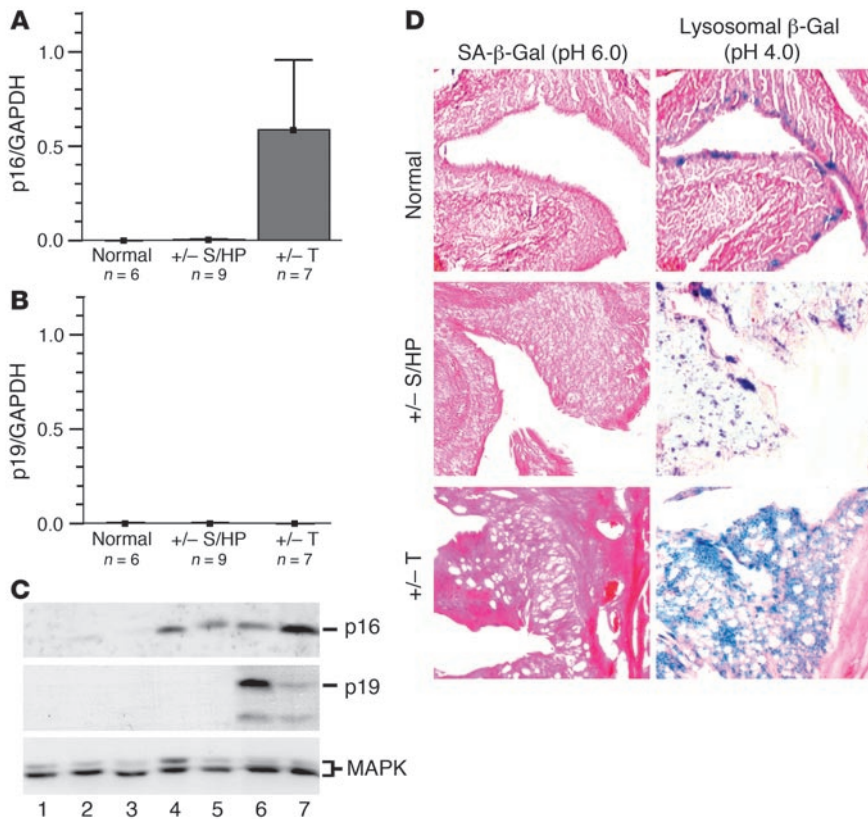 A
p16/GAPDH
1.0
0.5
0.0
Normal
n = 6
+/– S/HP
n = 9
+/– T
n = 7
B
p19/GAPDH
1.0
0.5
0.0
Normal
n = 6
+/– S/HP
n = 9
+/– T
n = 7
C
p16
p19
MAPK
1 2 3 4 5 6 7
D
SA-β-Gal (pH 6.0)
Lysosomal β-Gal
(pH 4.0)
Normal
+/– S/HP
+/– T